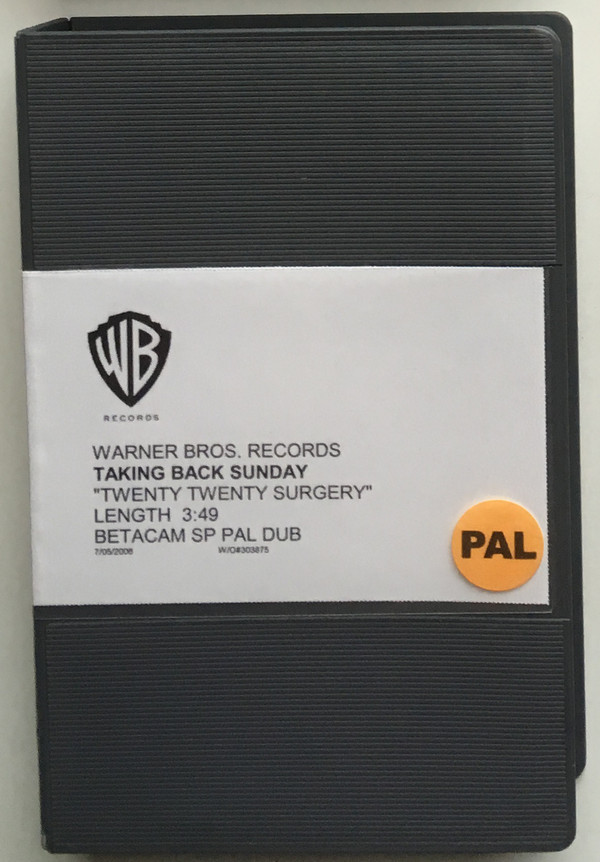 WB
RECORDS
WARNER BROS. RECORDS
TAKING BACK SUNDAY
"TWENTY TWENTY SURGERY"
LENGTH 3:49
BETACAM SP PAL DUB
7/05/2006 W/O#303875
PAL